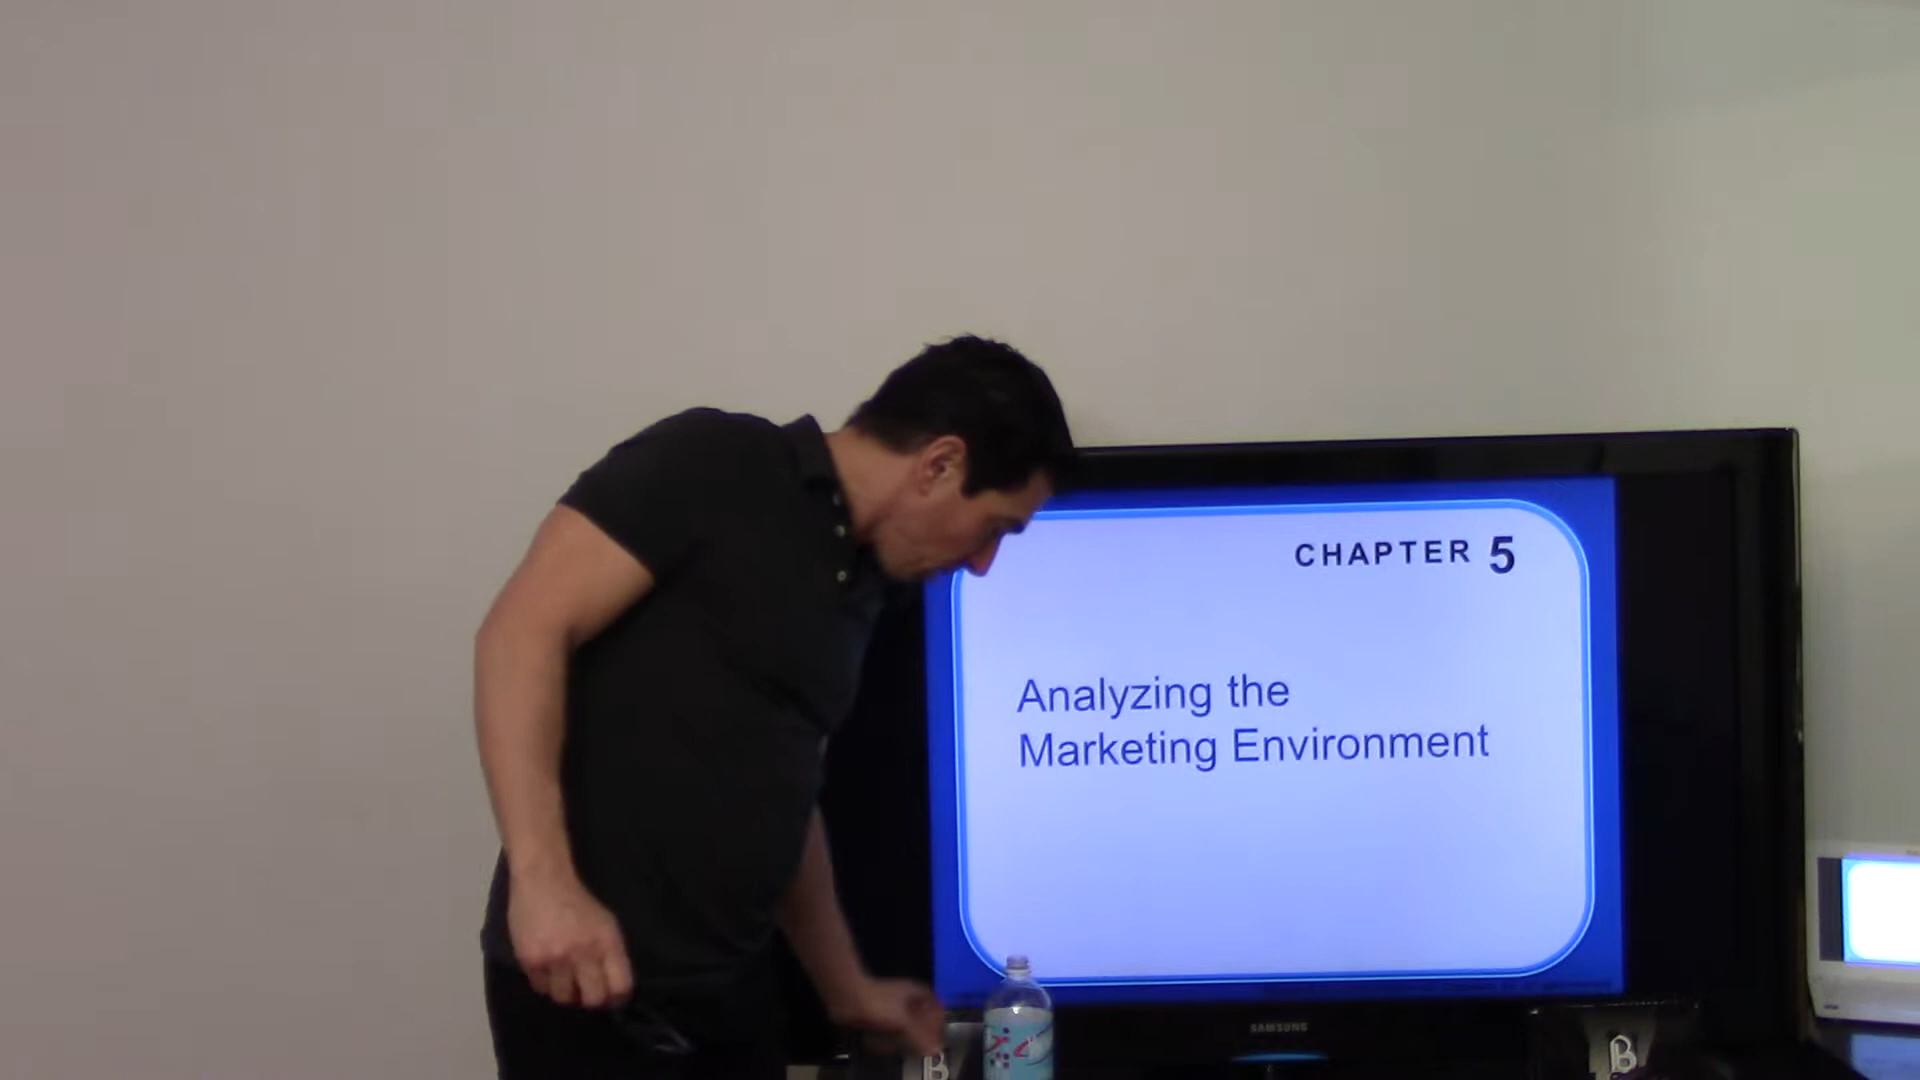 CHAPTER 5
Analyzing the
Marketing Environment
SAMSUNG
B
B